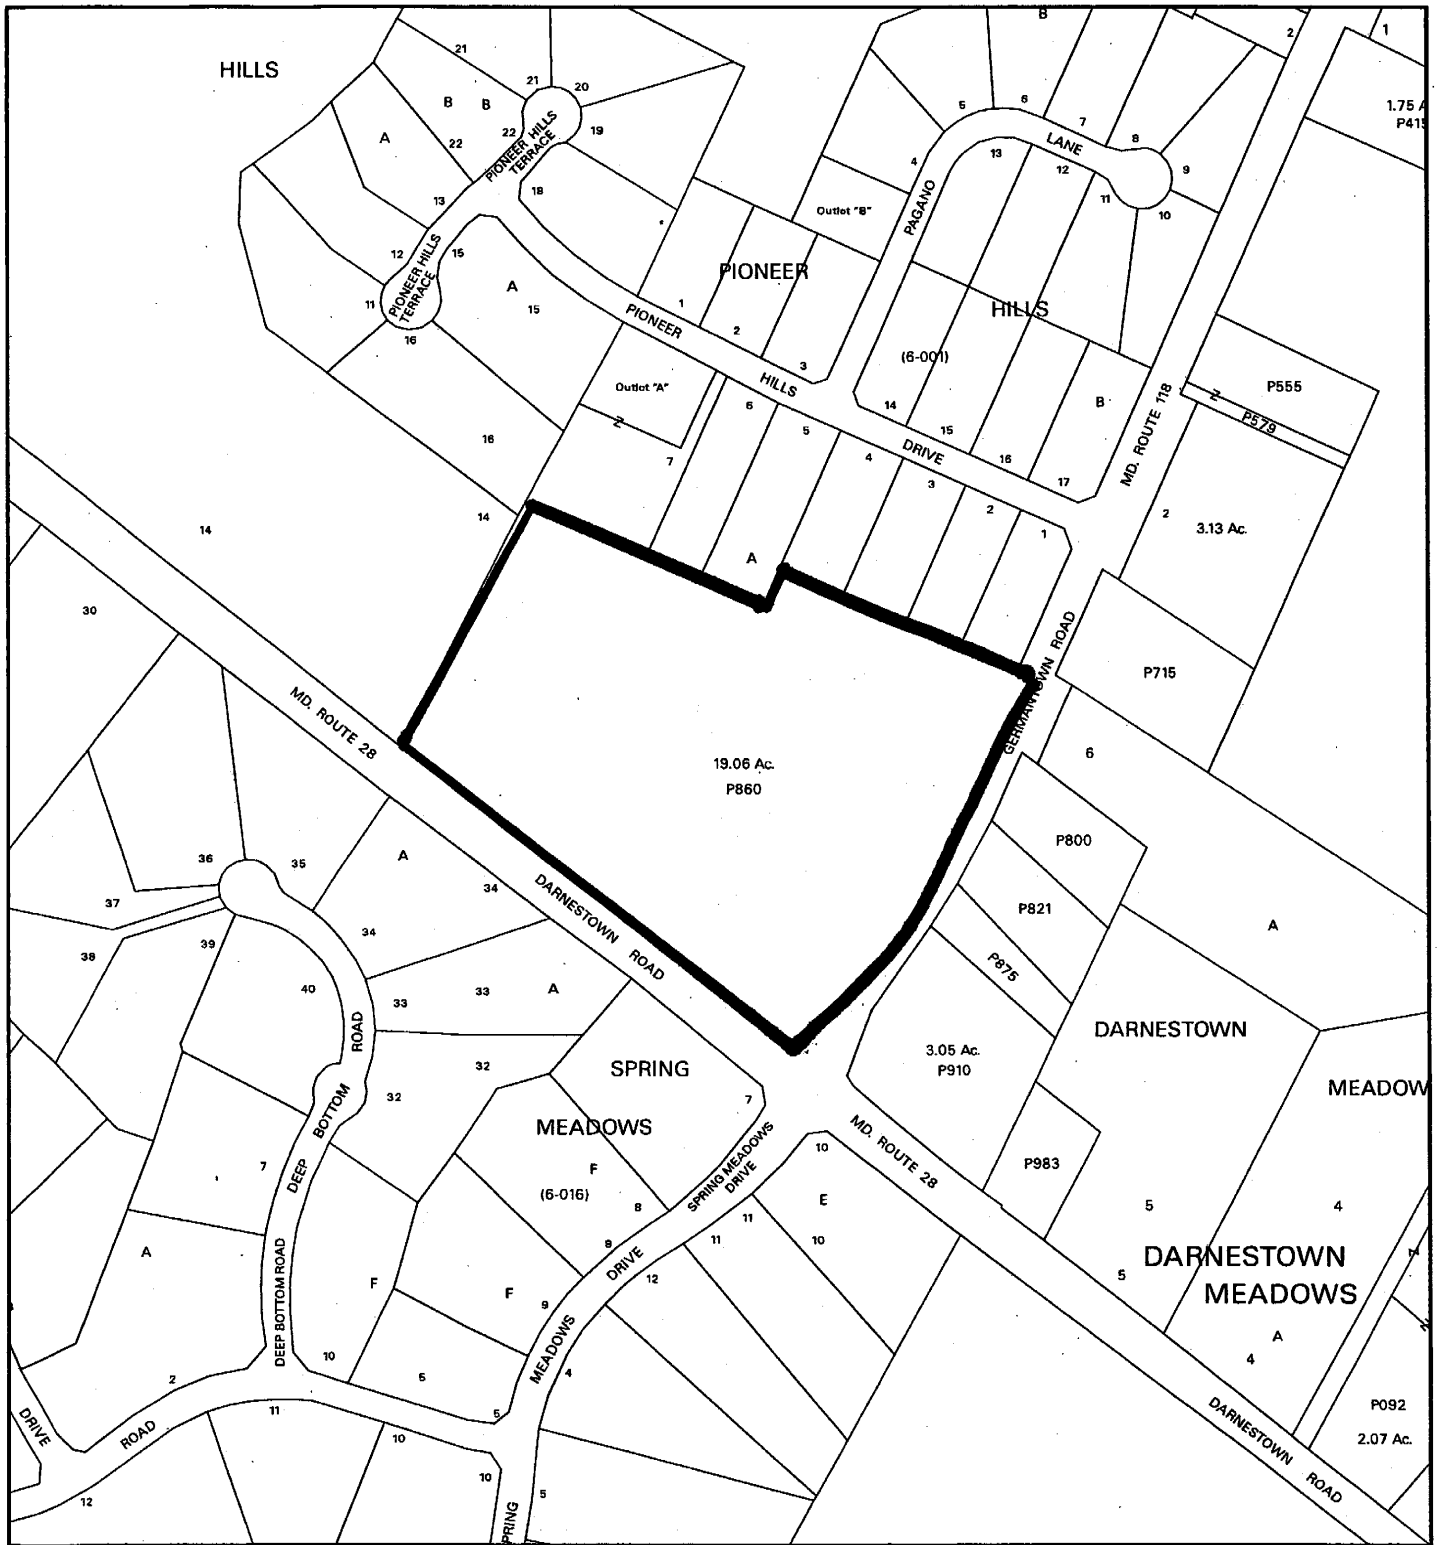 HILLS
21
21
20
B
B
22
22
19
A
PIONEER HILLS
TERRACE
13
18
12
PIONEER HILLS
TERRACE
15
11
16
A
15
B
5
6
7
LANE
8
9
4
13
12
11
10
2
1
1.75 A
P415
Outlot "B"
PAGANO
PIONEER
HILLS
(6-001)
1
2
3
PIONEER
HILLS
DRIVE
Outlot "A"
Z
7
6
5
4
3
2
1
14
15
16
17
B
MD. ROUTE 118
P555
Z
P579
2
3.13 Ac.
16
14
14
A
30
GERMANTOWN ROAD
P715
6
MD. ROUTE 28
19.06 Ac.
P860
P800
P821
P875
A
DARNESTOWN ROAD
36
35
A
34
34
37
38
39
40
33
33
A
ROAD
32
32
BOTTOM
DEEP
7
A
DEEP BOTTOM ROAD
F
SPRING
MEADOWS
F
(6-016)
7
8
SPRING MEADOWS
DRIVE
9
DRIVE
3.05 Ac.
P910
P983
DARNESTOWN
MEADOW
MD. ROUTE 28
10
E
10
11
11
12
5
4
5
DARNESTOWN
MEADOWS
A
4
Z
Z
P092
2.07 Ac.
DARNESTOWN ROAD
F
9
MEADOWS
4
10
2
5
5
11
ROAD
DRIVE
10
10
12
5
PRING